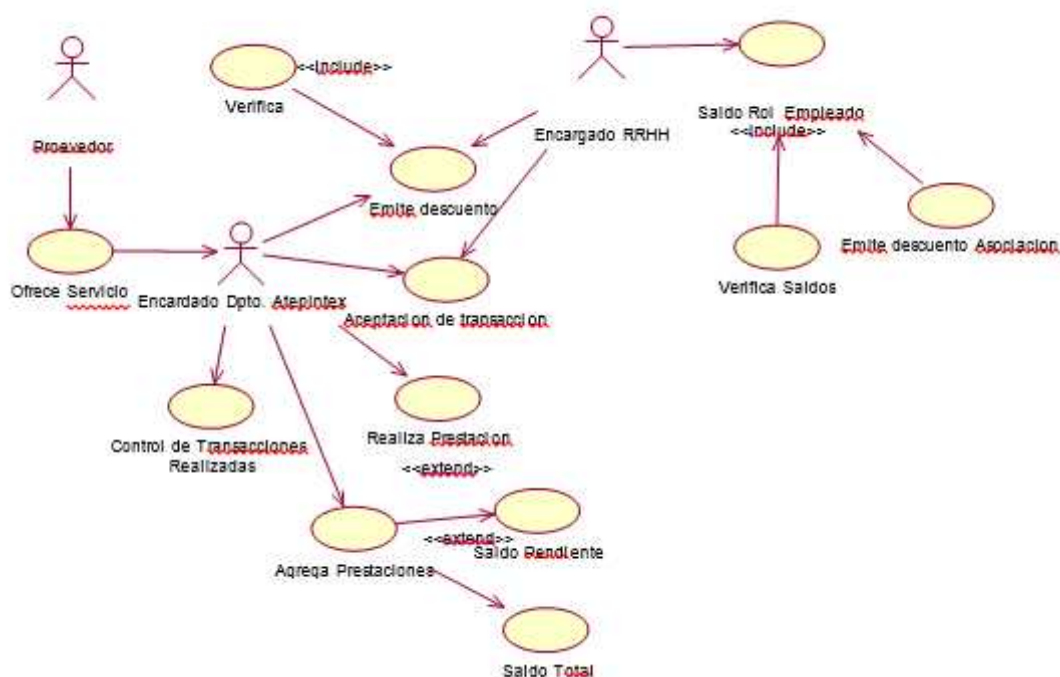 <<Include>>
Verifica
Proevedor
Encargado RRHH
Saldo Rol Empleado
<<Include>>
Emite descuento
Emite descuento Asociacion
Verifica Saldos
Ofrece Servicio
Encardado Dpto. Atepintex
Aceptacion de transaccion
Control de Transacciones
Realizadas
Realiza Prestacion
<<extend>>
<<extend>>
Saldo Pendiente
Agrega Prestaciones
Saldo Total